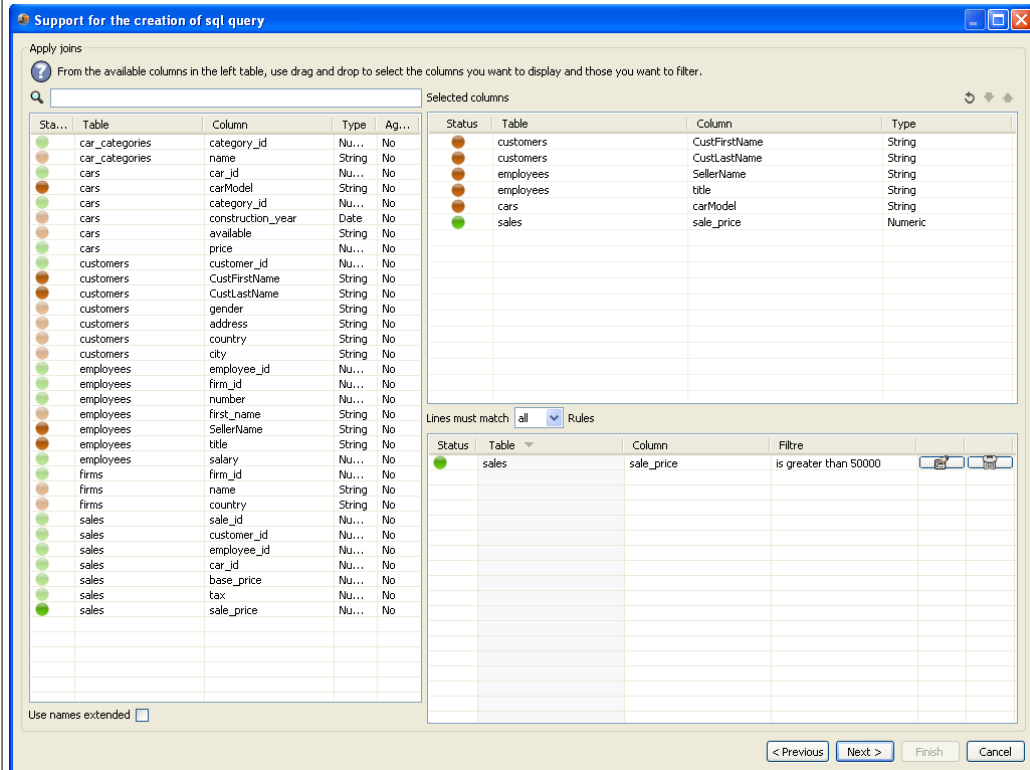 Support for the creation of sql query
Apply joins
From the available columns in the left table, use drag and drop to select the columns you want to display and those you want to filter.
Sta... Table Column Type Ag...
car_categories category_id Nu... No
car_categories name String No
cars car_id Nu... No
cars carModel String No
cars category_id Nu... No
cars construction_year Date No
cars available String No
cars price Nu... No
customers customer_id Nu... No
customers CustFirstName String No
customers CustLastName String No
customers gender String No
customers address String No
customers country String No
customers city String No
employees employee_id Nu... No
employees firm_id Nu... No
employees number Nu... No
employees first_name String No
employees SellerName String No
employees title String No
employees salary Nu... No
firms firm_id Nu... No
firms name String No
firms country String No
sales sale_id Nu... No
sales customer_id Nu... No
sales employee_id Nu... No
sales car_id Nu... No
sales base_price Nu... No
sales tax Nu... No
sales sale_price Nu... No
Use names extended
Selected columns
Status Table Column Type
customers CustFirstName String
customers CustLastName String
employees SellerName String
employees title String
cars carModel String
sales sale_price Numeric
Lines must match all Rules
Status Table Column Filtre
sales sale_price is greater than 50000
< Previous Next > Finish Cancel